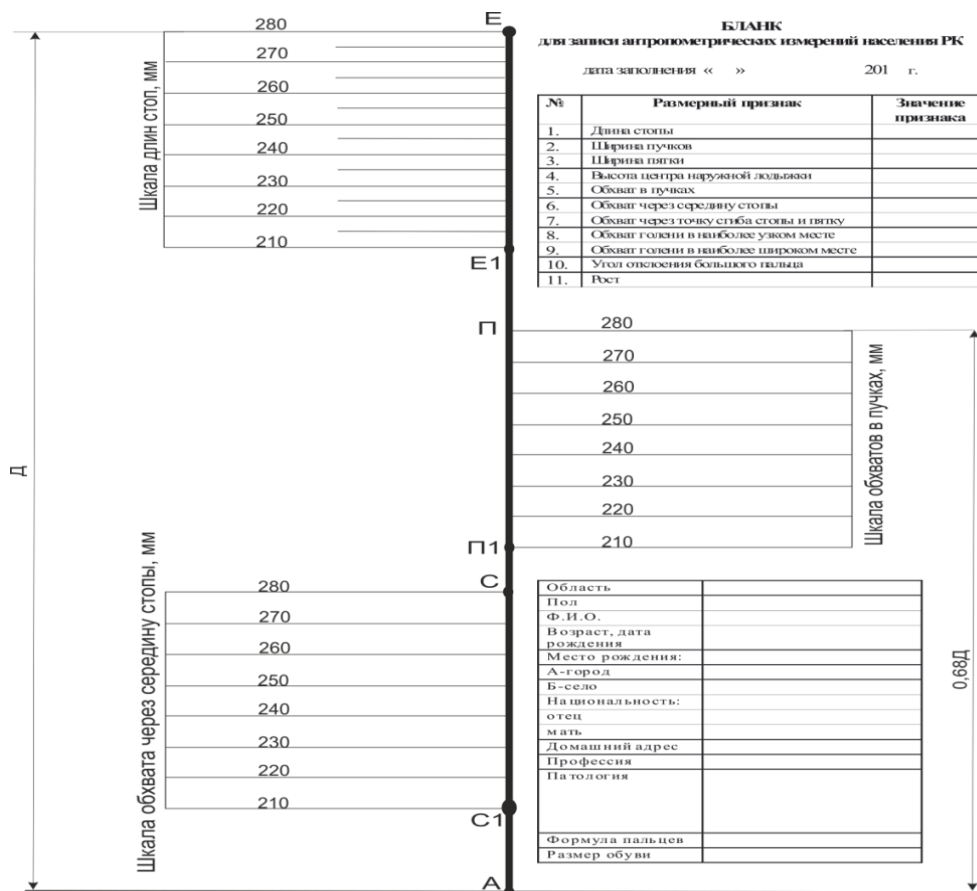 БЛАНК
для записи антропометрических измерений населения РК
дата заполнения « » 201 г.
№ Размерный признак Значение признака
1. Длина стопы
2. Ширина пучков
3. Ширина пятки
4. Высота центра наружной лодыжки
5. Обхват в пучках
6. Обхват через середину стопы
7. Обхват через точку сгиба стопы и пятку
8. Обхват голени в наиболее узком месте
9. Обхват голени в наиболее широком месте
10. Угол отклоения большого пальца
11. Рост
Е
Шкала длин стоп, мм
280
270
260
250
240
230
220
210
Е1
Д
П
280
270
260
250
240
230
220
210
Шкала обхватов в пучках, мм
П1
С
Шкала обхвата через середину стопы, мм
280
270
260
250
240
230
220
210
С1
А
Область
Пол
Ф.И.О.
Возраст, дата
рождения
Место рождения:
А-город
Б-село
Национальность:
отец
мать
Домашний адрес
Профессия
Патология
Формула пальцев
Размер обуви
0,68Д